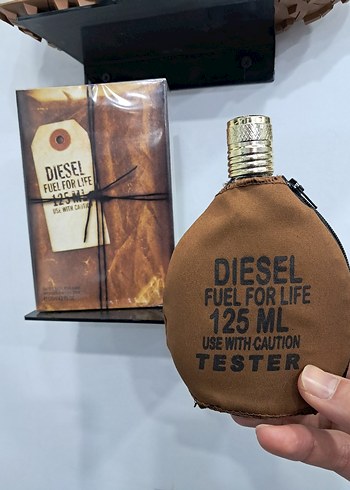 DIESEL
FUEL FOR LIFE
125 ML
USE WITH CAUTION
DIESEL
FUEL FOR LIFE
125 ML
USE WITH CAUTION
TESTER